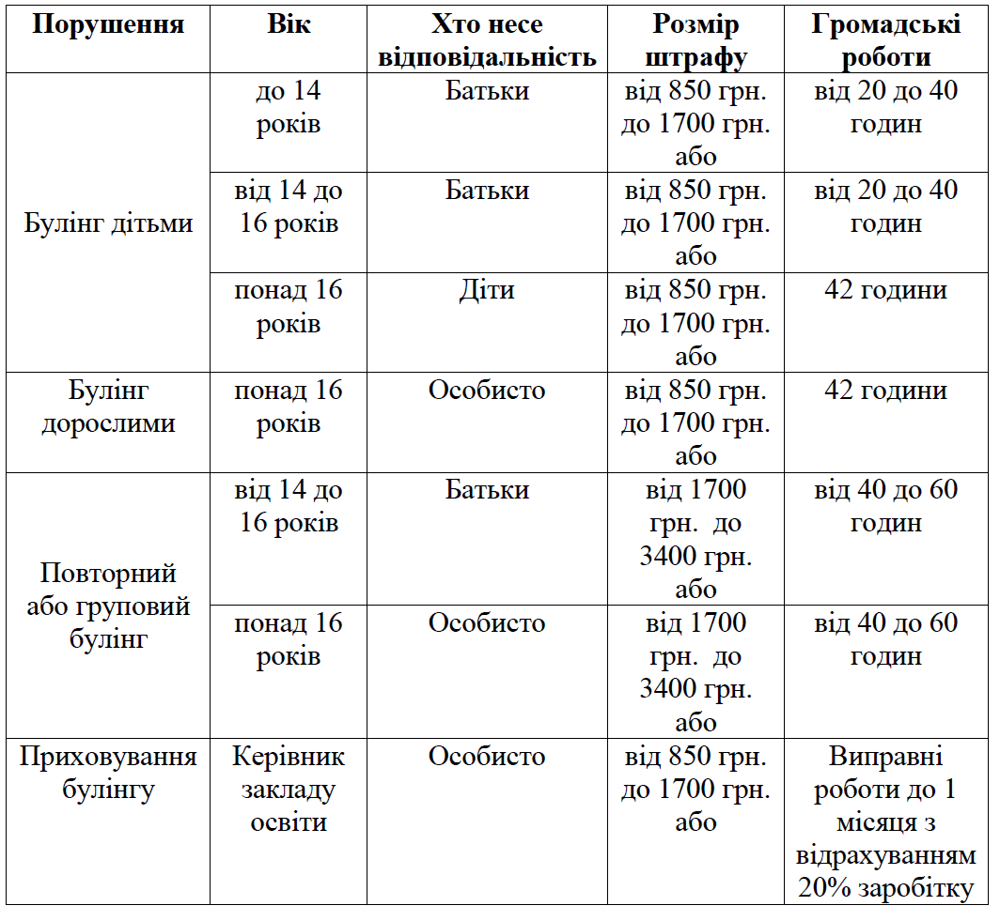 Порушення
Вік
Хто несе
відповідальність
Розмір
штрафу
Громадські
роботи
Булінг дітьми
до 14
років
Батьки
від 850 грн.
до 1700 грн.
або
від 20 до 40
годин
від 14 до
16 років
Батьки
від 850 грн.
до 1700 грн.
або
від 20 до 40
годин
понад 16
років
Діти
від 850 грн.
до 1700 грн.
або
42 години
Булінг
дорослими
понад 16
років
Особисто
від 850 грн.
до 1700 грн.
або
42 години
Повторний
або груповий
булінг
від 14 до
16 років
Батьки
від 1700
грн.  до
3400 грн.
або
від 40 до 60
годин
понад 16
років
Особисто
від 1700
грн.  до
3400 грн.
або
від 40 до 60
годин
Приховування
булінгу
Керівник
закладу
освіти
Особисто
від 850 грн.
до 1700 грн.
або
Виправні
роботи до 1
місяця з
відрахуванням
20% заробітку